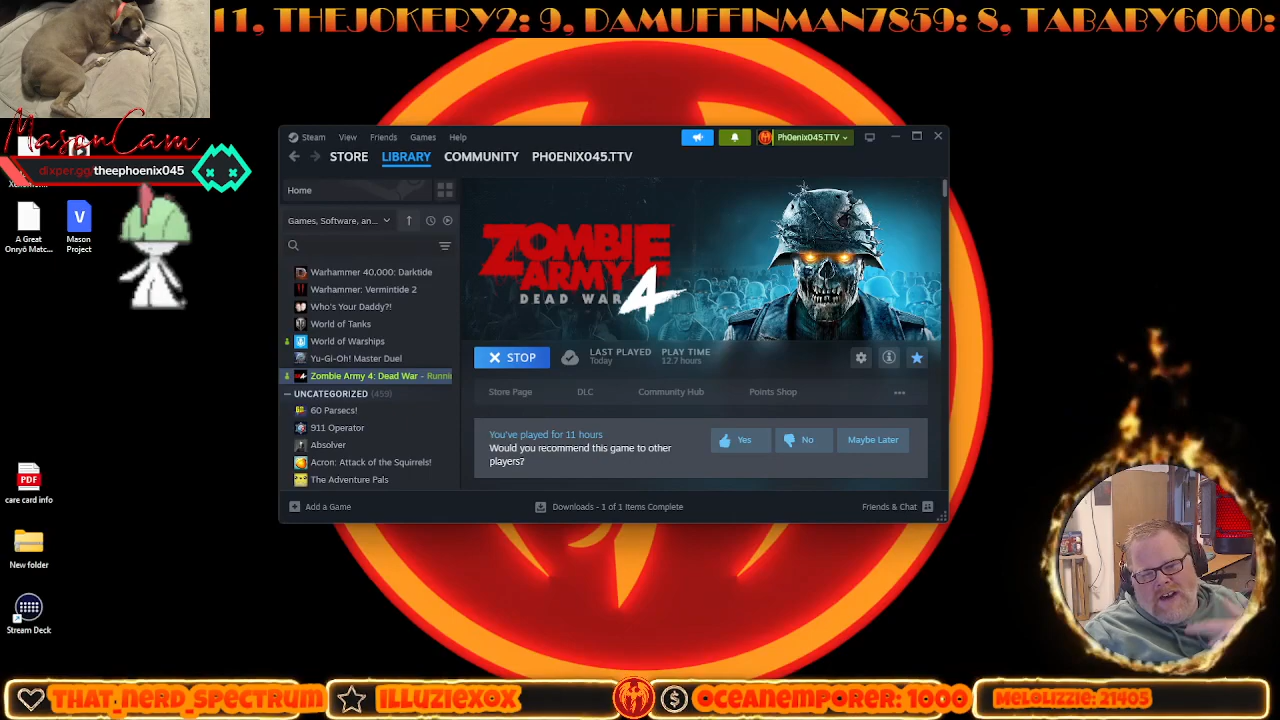 11, THEJOKERY2: 9, DAMUFFINMAN7859: 8, TABABY6000:
MasonCam
dixper.gg/theephoenix045
A Great
Onryō Matc...
Mason
Project
care card info
New folder
Stream Deck
Steam View Friends Games Help
Ph0enix045.TTV
STORE LIBRARY COMMUNITY PH0ENIX045.TTV
Home
Games, Software, an...
Warhammer 40,000: Darktide
Warhammer: Vermintide 2
Who's Your Daddy?!
World of Tanks
World of Warships
Yu-Gi-Oh! Master Duel
Zombie Army 4: Dead War - Runni
UNCATEGORIZED (459)
60 Parsecs!
911 Operator
Absolver
Acron: Attack of the Squirrels!
The Adventure Pals
ZOMBIE
ARMY
DEAD WAR 4
STOP
LAST PLAYED
Today
PLAY TIME
12.7 hours
Store Page DLC Community Hub Points Shop
You've played for 11 hours
Would you recommend this game to other
players?
Yes No Maybe Later
Add a Game
Downloads - 1 of 1 Items Complete
Friends & Chat
THAT_NERD_SPECTRUM
ILLUZIEXOX
OCEANEMPORER: 1000
MELOLIZZIE: 21405